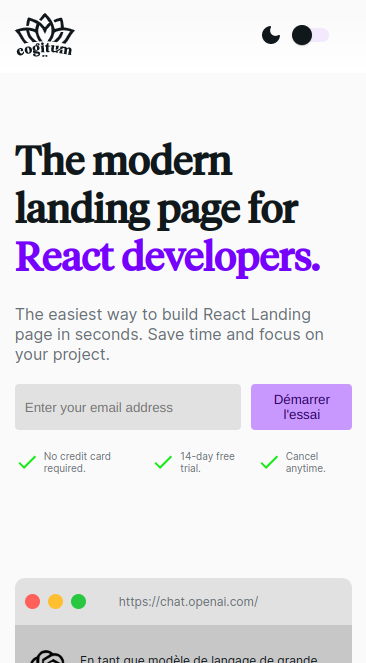 cogitum
The modern
landing page for
React developers.
The easiest way to build React Landing
page in seconds. Save time and focus on
your project.
Enter your email address
Démarrer
l'essai
No credit card
required.
14-day free
trial.
Cancel
anytime.
https://chat.openai.com/
En tant que modèle de langage de grande